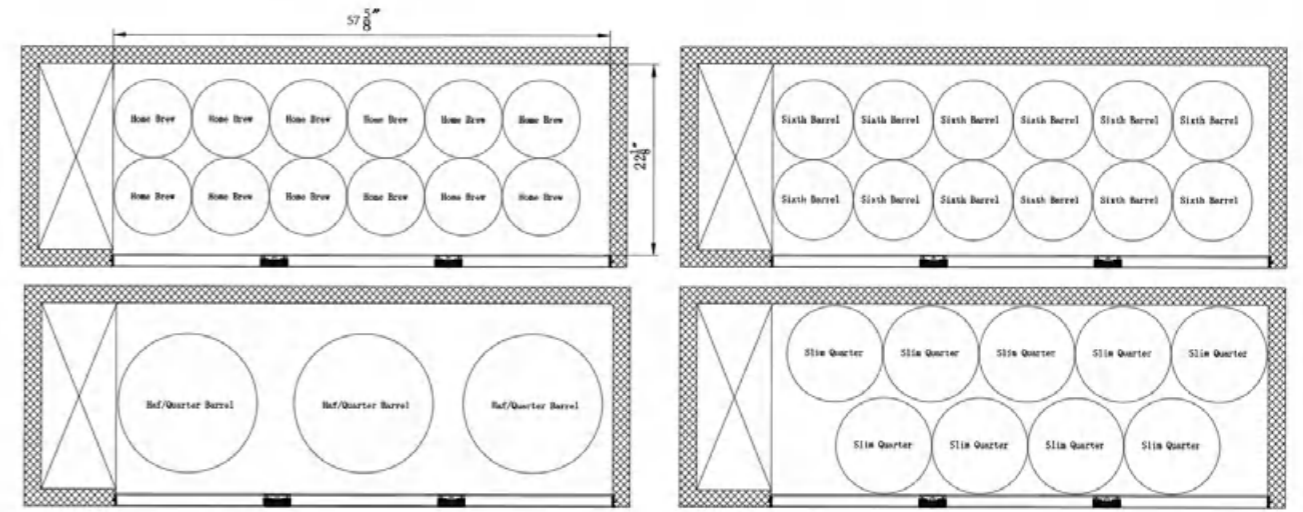 57 5/8"
Home Brew Home Brew Home Brew Home Brew Home Brew Home Brew
Home Brew Home Brew Home Brew Home Brew Home Brew Home Brew
22 1/8"
Sixth Barrel Sixth Barrel Sixth Barrel Sixth Barrel Sixth Barrel Sixth Barrel
Sixth Barrel Sixth Barrel Sixth Barrel Sixth Barrel Sixth Barrel Sixth Barrel
Haf/Quarter Barrel Haf/Quarter Barrel Haf/Quarter Barrel
Slim Quarter Slim Quarter Slim Quarter Slim Quarter Slim Quarter
Slim Quarter Slim Quarter Slim Quarter Slim Quarter